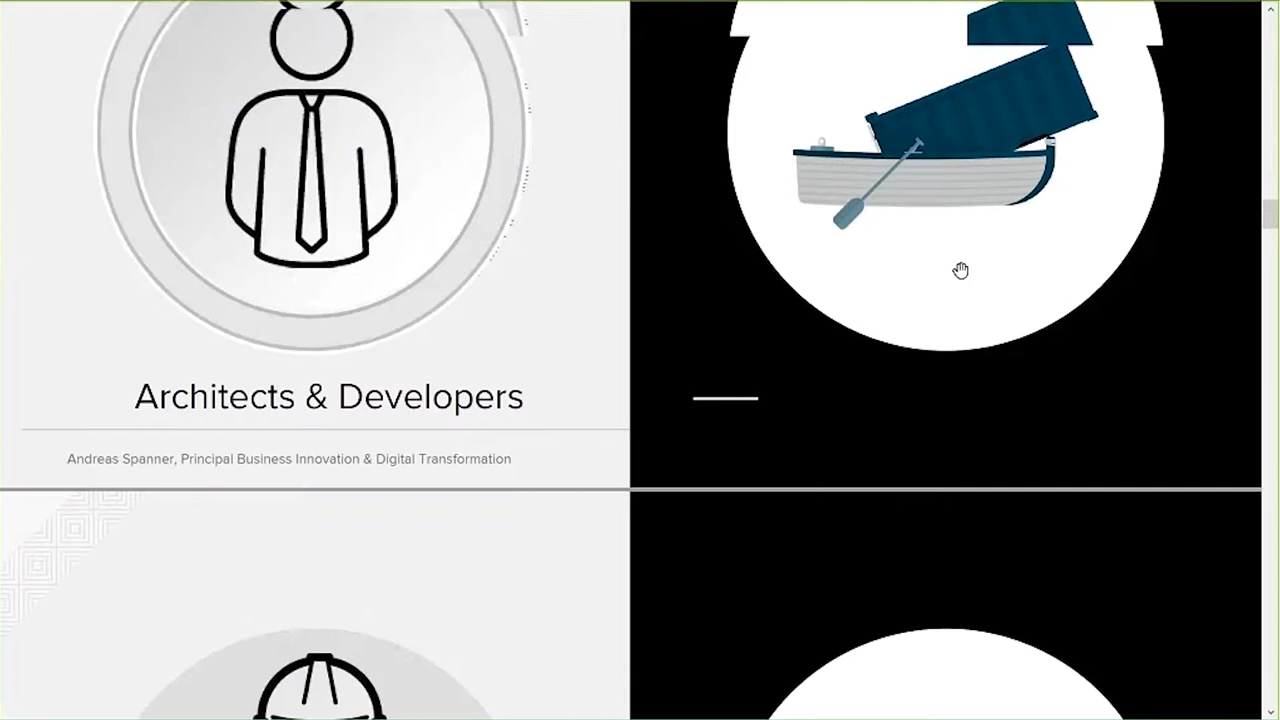 Architects & Developers
Andreas Spanner, Principal Business Innovation & Digital Transformation